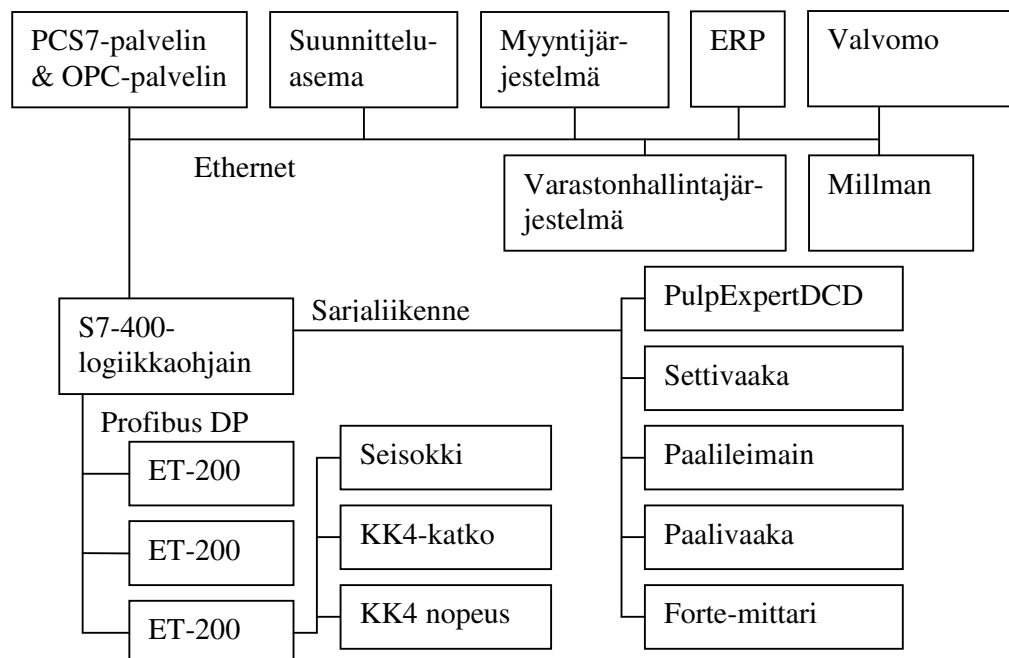 PCS7-palvelin
& OPC-palvelin
Suunnittelu-
asema
Myyntijär-
jestelmä
ERP
Valvomo
Ethernet
Varastonhallintajär-
jestelmä
Millman
S7-400-
logiikkaohjain
Sarjaliikenne
PulpExpertDCD
Settivaaka
Paalileimain
Paalivaaka
Forte-mittari
Profibus DP
ET-200
ET-200
ET-200
Seisokki
KK4-katko
KK4 nopeus